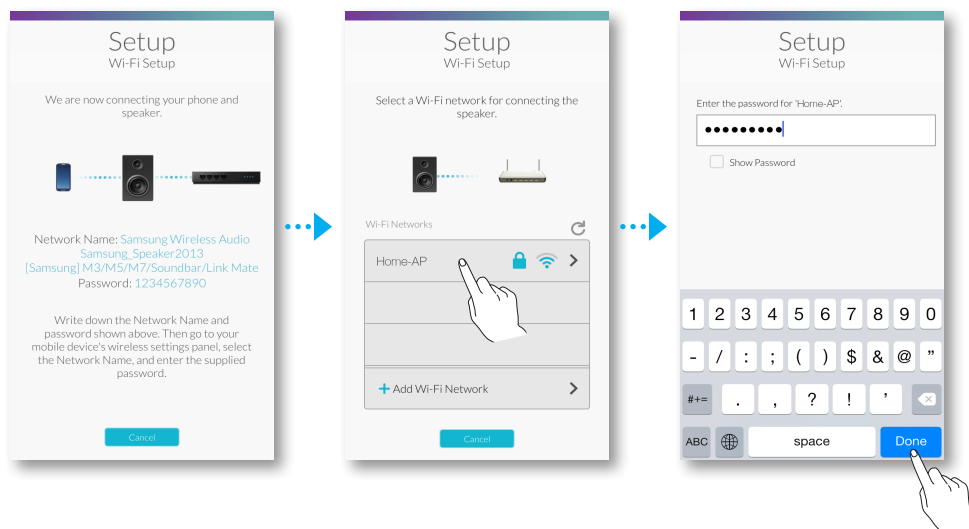 Setup
Wi-Fi Setup
We are now connecting your phone and
speaker.
Network Name: Samsung Wireless Audio
Samsung_Speaker2013
[Samsung] M3/M5/M7/Soundbar/Link Mate
Password: 1234567890
Write down the Network Name and
password shown above. Then go to your
mobile device's wireless settings panel, select
the Network Name, and enter the supplied
password.
Cancel
Setup
Wi-Fi Setup
Select a Wi-Fi network for connecting the
speaker.
Wi-Fi Networks
Home-AP
+ Add Wi-Fi Network
Cancel
Setup
Wi-Fi Setup
Enter the password for 'Home-AP'.
•••••••••
Show Password
1 2 3 4 5 6 7 8 9 0
- / : ; ( ) $ & @ ”
#+= . , ? ! ’
ABC space Done